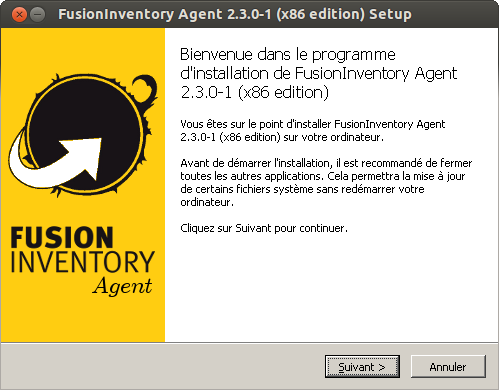 FusionInventory Agent 2.3.0-1 (x86 edition) Setup
Bienvenue dans le programme
d'installation de FusionInventory Agent
2.3.0-1 (x86 edition)
Vous êtes sur le point d'installer FusionInventory Agent
2.3.0-1 (x86 edition) sur votre ordinateur.
Avant de démarrer l'installation, il est recommandé de fermer
toutes les autres applications. Cela permettra la mise à jour
de certains fichiers système sans redémarrer votre
ordinateur.
Cliquez sur Suivant pour continuer.
FUSION
INVENTORY
Agent
Suivant >
Annuler